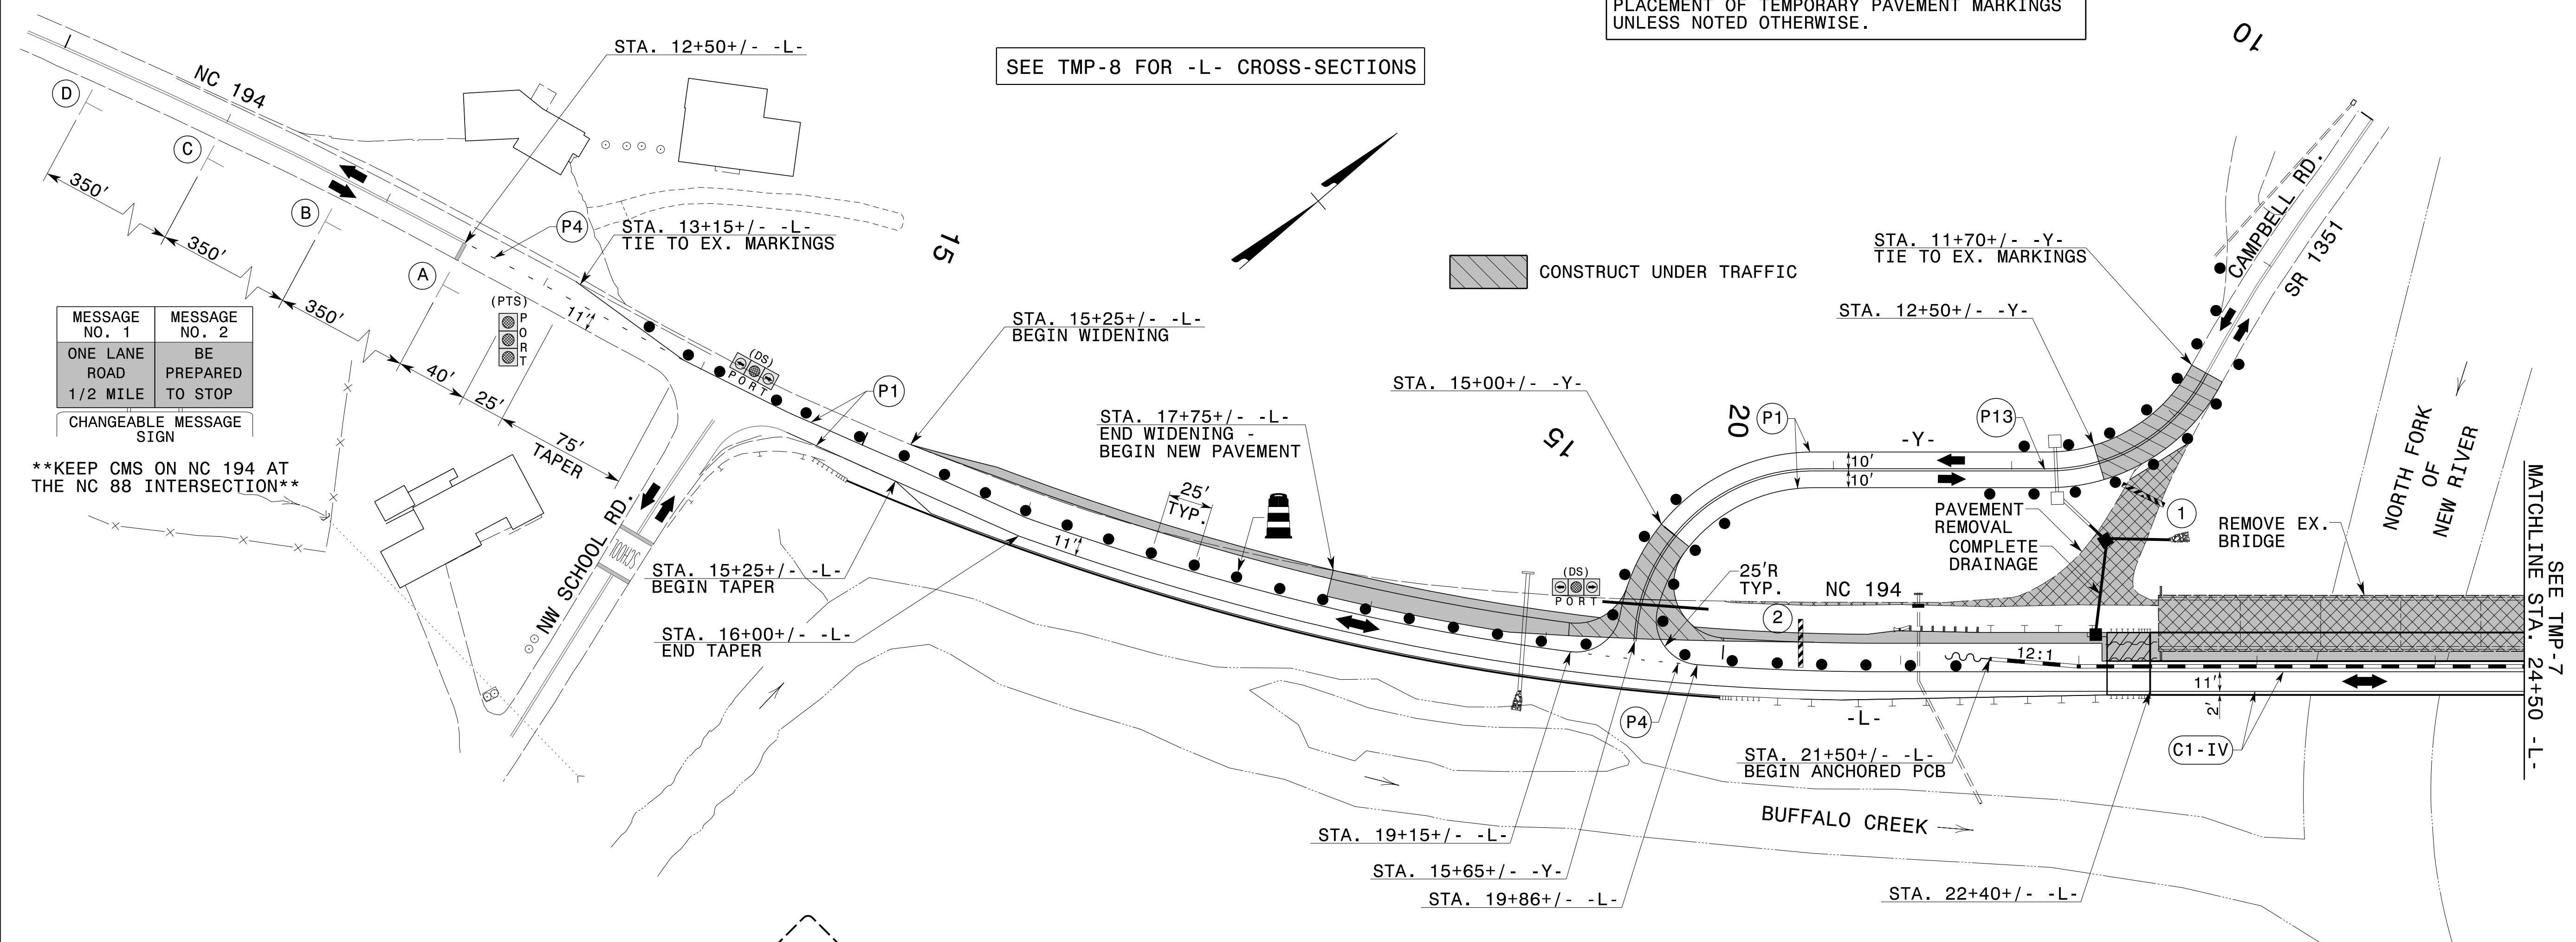 PLACEMENT OF TEMPORARY PAVEMENT MARKINGS
UNLESS NOTED OTHERWISE.
SEE TMP-8 FOR -L- CROSS-SECTIONS
STA. 12+50+/- -L-
NC 194
D
C
B
A
350'
350'
350'
40'
25'
75'
TAPER
P4
STA. 13+15+/- -L-
TIE TO EX. MARKINGS
11'
(PTS)
PORT
MESSAGE
NO. 1
MESSAGE
NO. 2
ONE LANE
ROAD
1/2 MILE
BE
PREPARED
TO STOP
CHANGEABLE MESSAGE
SIGN
**KEEP CMS ON NC 194 AT
THE NC 88 INTERSECTION**
(DS)
PORT
P1
15
STA. 15+25+/- -L-
BEGIN WIDENING
STA. 17+75+/- -L-
END WIDENING -
BEGIN NEW PAVEMENT
25'
TYP.
11'
NW SCHOOL RD.
SCHOOL
STA. 15+25+/- -L-
BEGIN TAPER
STA. 16+00+/- -L-
END TAPER
CONSTRUCT UNDER TRAFFIC
STA. 15+00+/- -Y-
15
20
P1
-Y-
10'
10'
P13
STA. 11+70+/- -Y-
TIE TO EX. MARKINGS
STA. 12+50+/- -Y-
10
CAMPBELL RD.
SR 1351
(DS)
PORT
25'R
TYP.
NC 194
2
PAVEMENT
REMOVAL
COMPLETE
DRAINAGE
1
REMOVE EX.
BRIDGE
NORTH FORK
OF
NEW RIVER
SEE TMP-7
MATCHLINE STA. 24+50 -L-
12:1
11'
2'
C1-IV
P4
-L-
STA. 21+50+/- -L-
BEGIN ANCHORED PCB
BUFFALO CREEK
STA. 19+15+/- -L-
STA. 15+65+/- -Y-
STA. 19+86+/- -L-
STA. 22+40+/- -L-